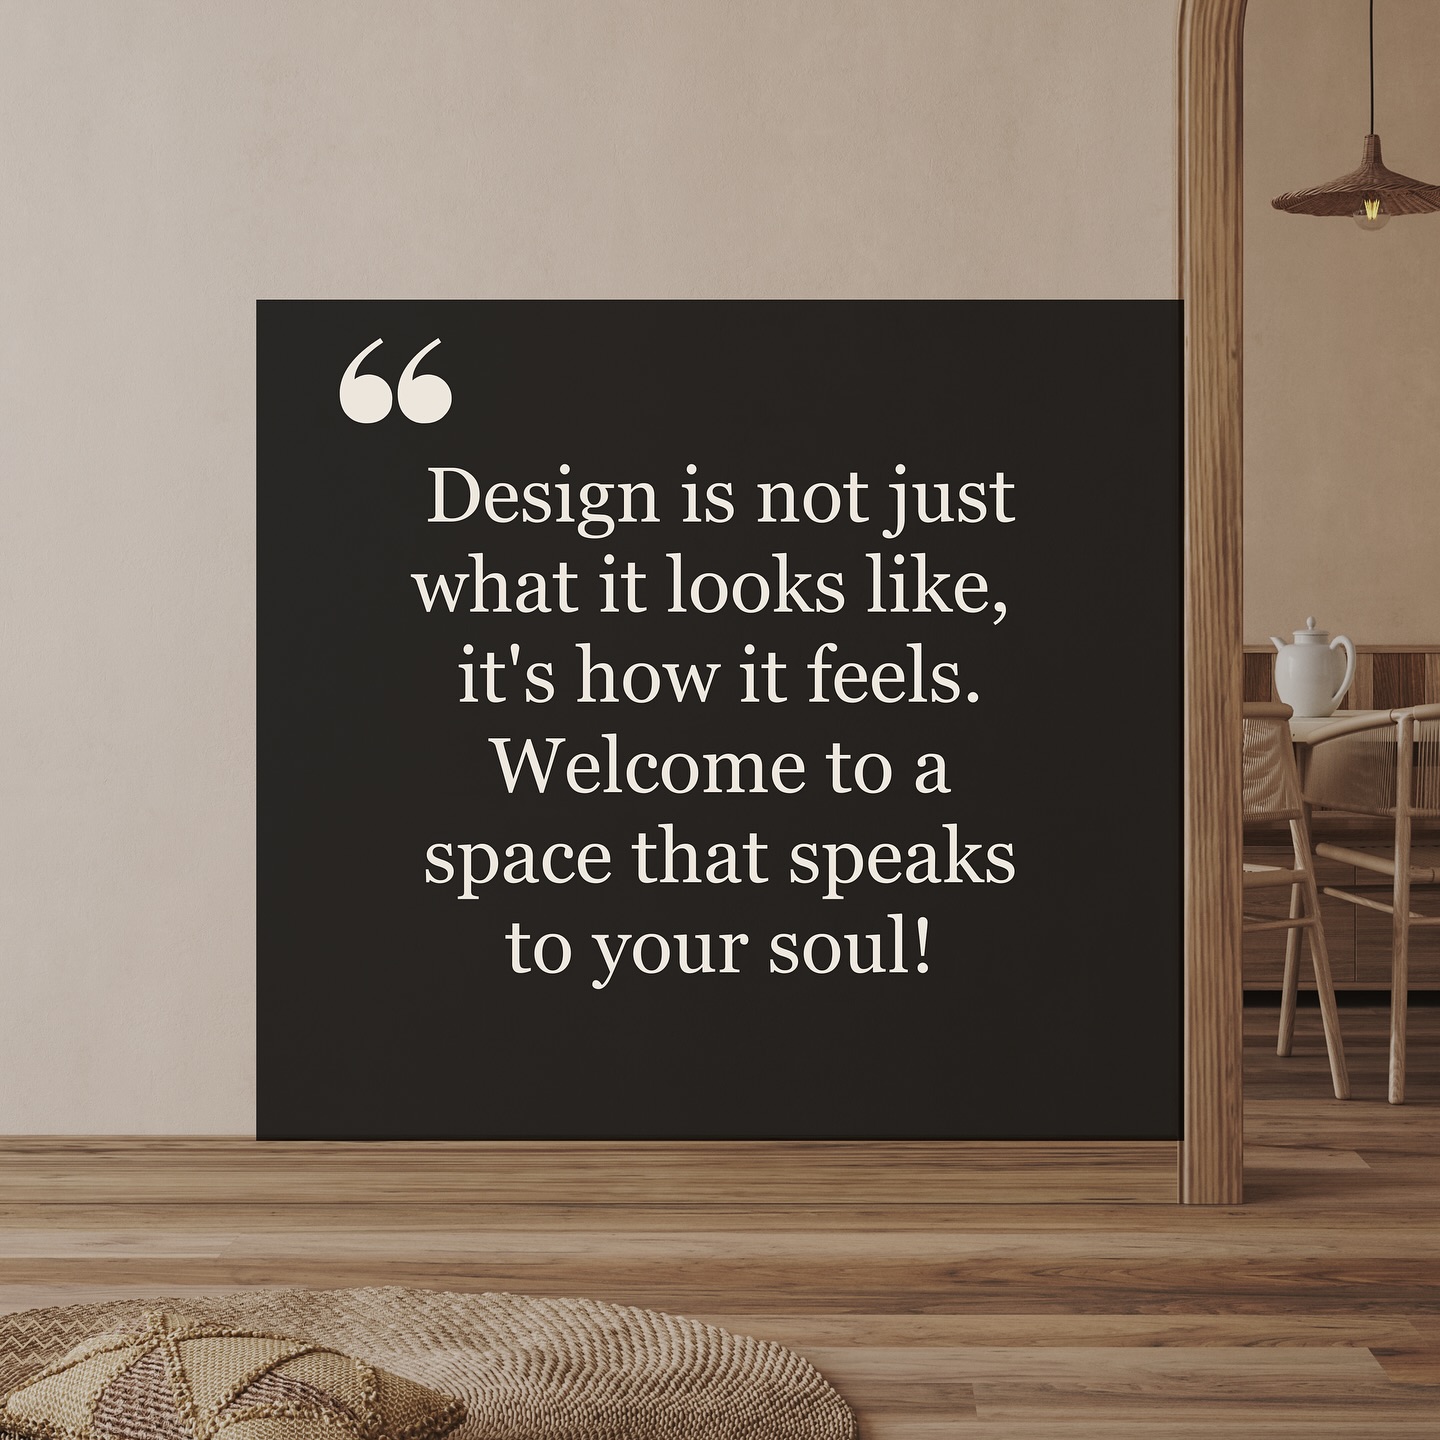 “
Design is not just
what it looks like,
it's how it feels.
Welcome to a
space that speaks
to your soul!